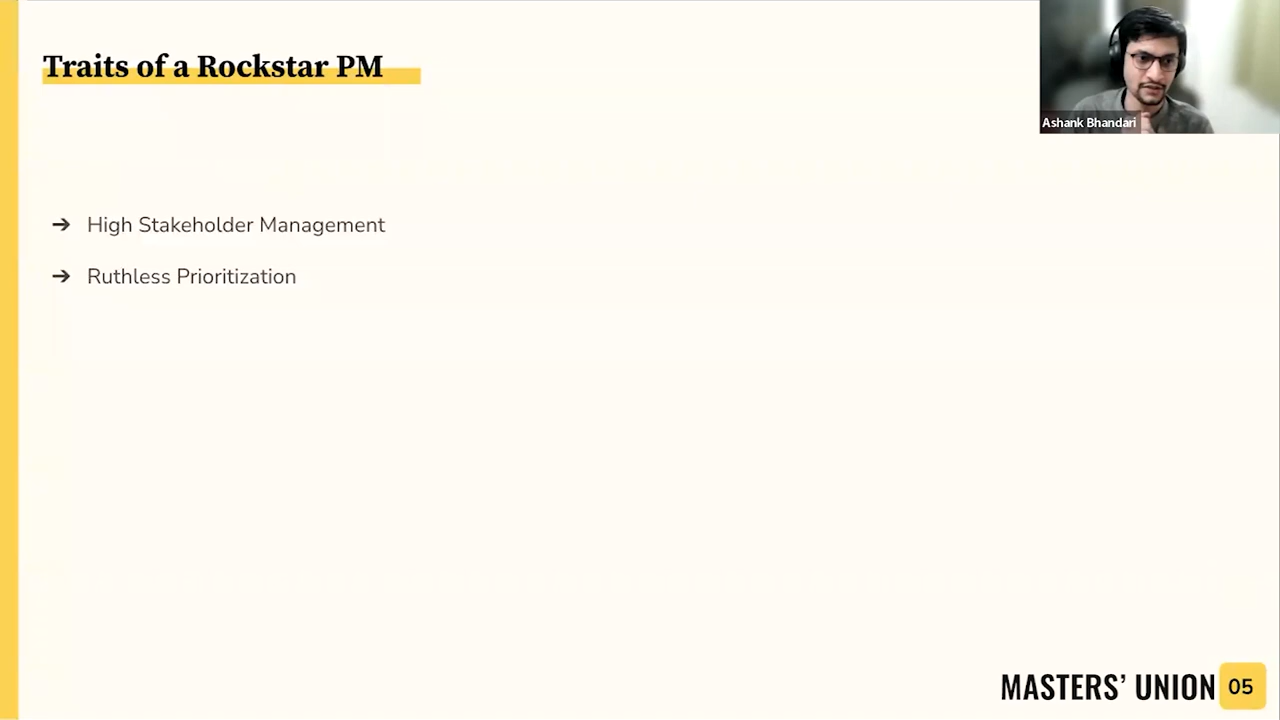 Traits of a Rockstar PM
Ashank Bhandari
➔ High Stakeholder Management
➔ Ruthless Prioritization
MASTERS' UNION 05